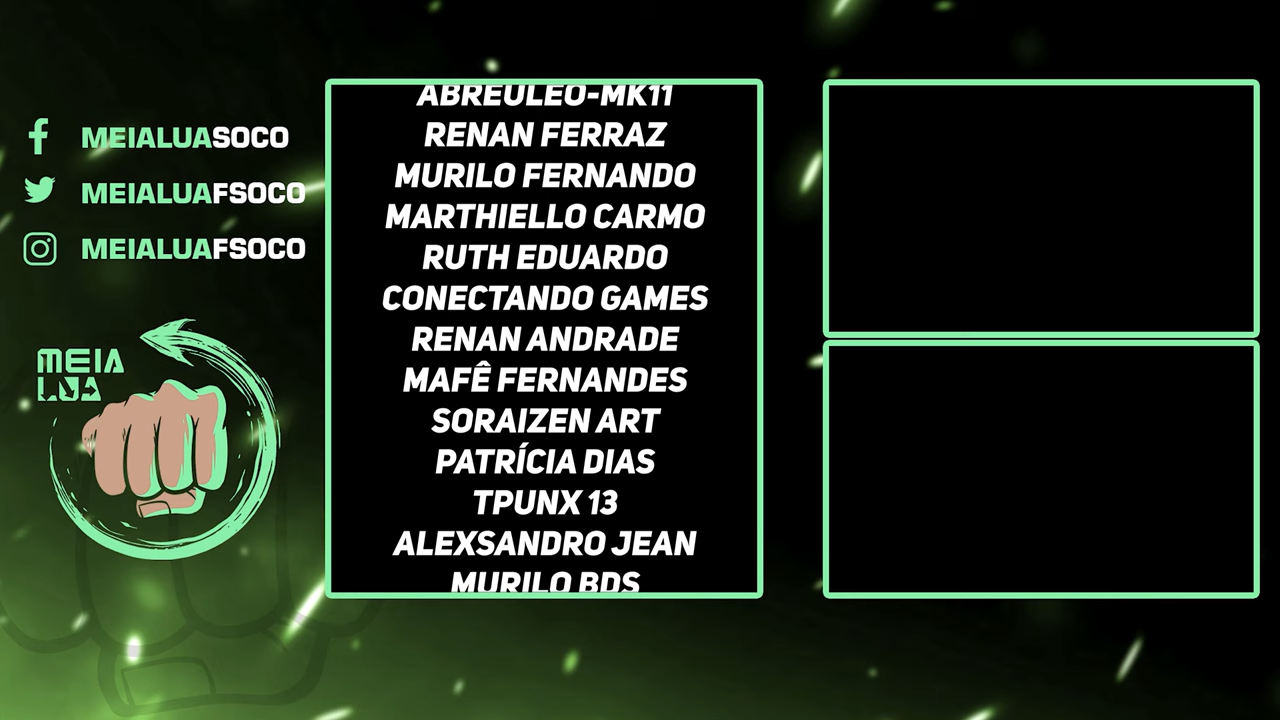 MEIALUASOCO
MEIALUAFSOCO
MEIALUAFSOCO
MEIA
LUA
ABREULEO-MK11
RENAN FERRAZ
MURILO FERNANDO
MARTHIELLO CARMO
RUTH EDUARDO
CONECTANDO GAMES
RENAN ANDRADE
MAFÊ FERNANDES
SORAIZEN ART
PATRÍCIA DIAS
TPUNX 13
ALEXSANDRO JEAN
MURILO BDS